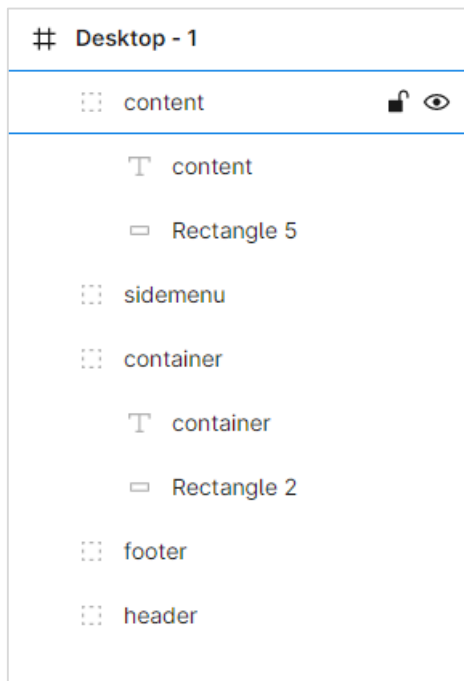 Desktop - 1
content
content
Rectangle 5
sidemenu
container
container
Rectangle 2
footer
header